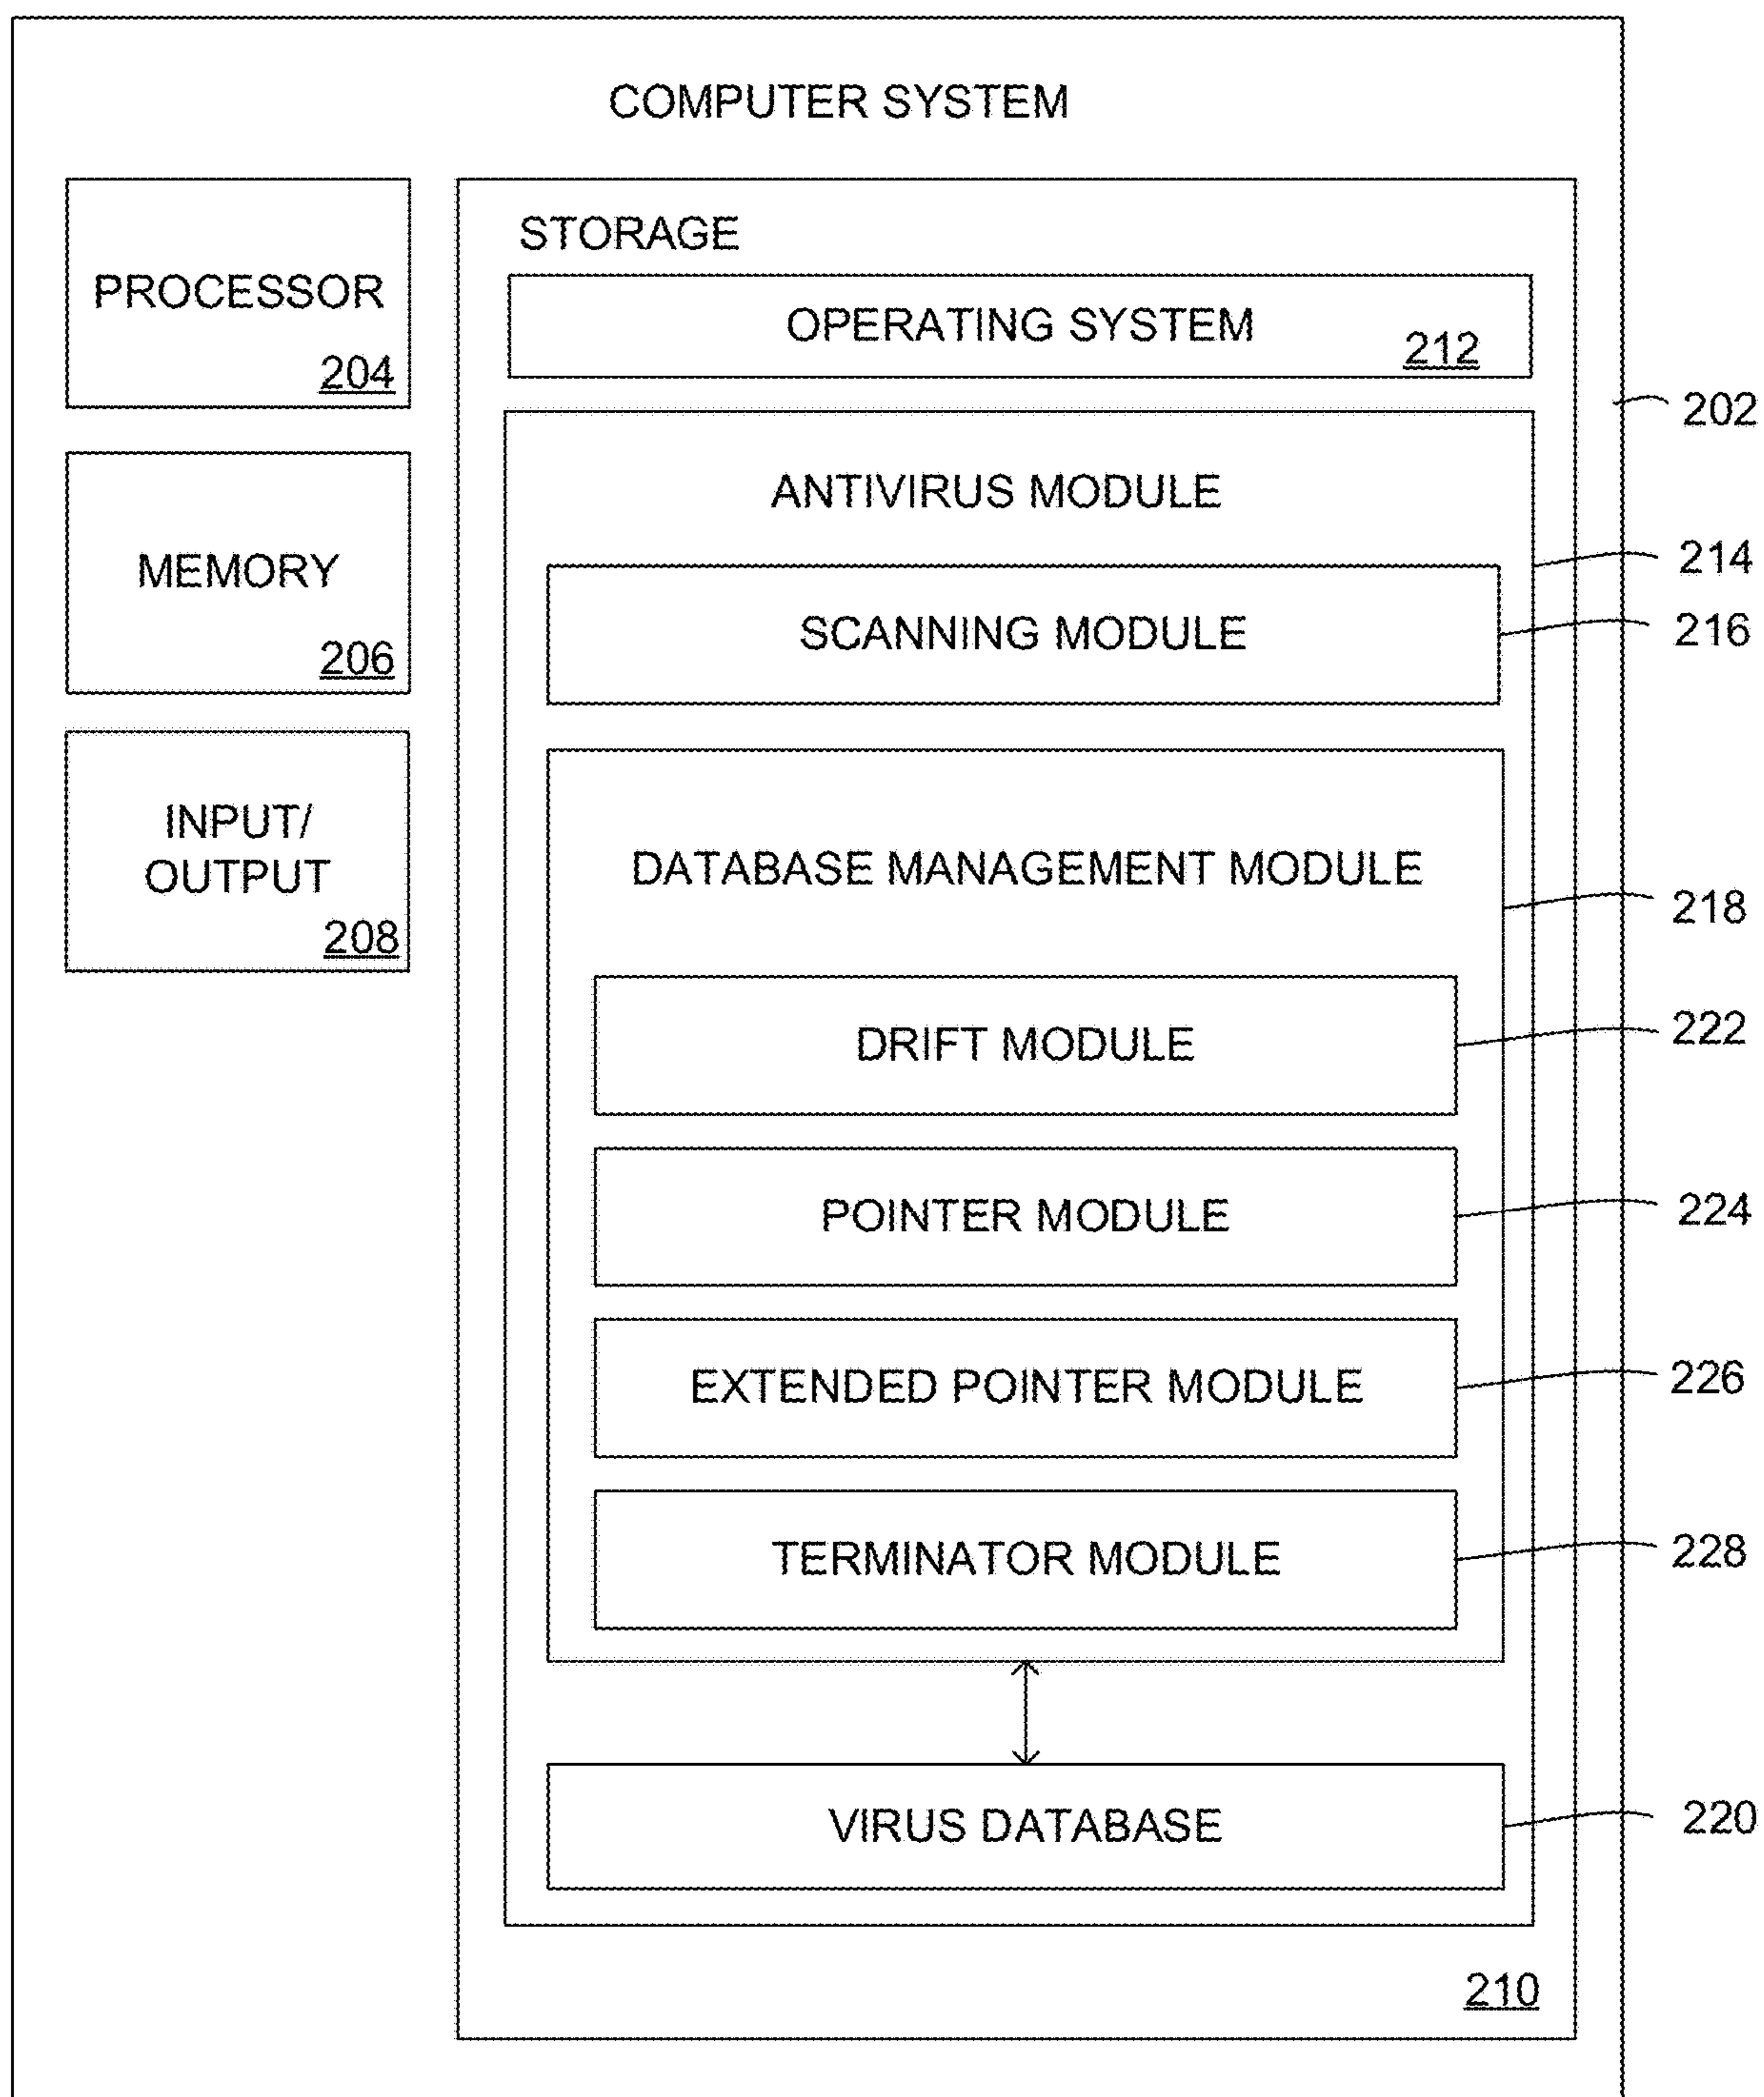 COMPUTER SYSTEM
PROCESSOR
204
MEMORY
206
INPUT/
OUTPUT
208
STORAGE
OPERATING SYSTEM
212
202
ANTIVIRUS MODULE
214
SCANNING MODULE
216
DATABASE MANAGEMENT MODULE
218
DRIFT MODULE
222
POINTER MODULE
224
EXTENDED POINTER MODULE
226
TERMINATOR MODULE
228
VIRUS DATABASE
220
210